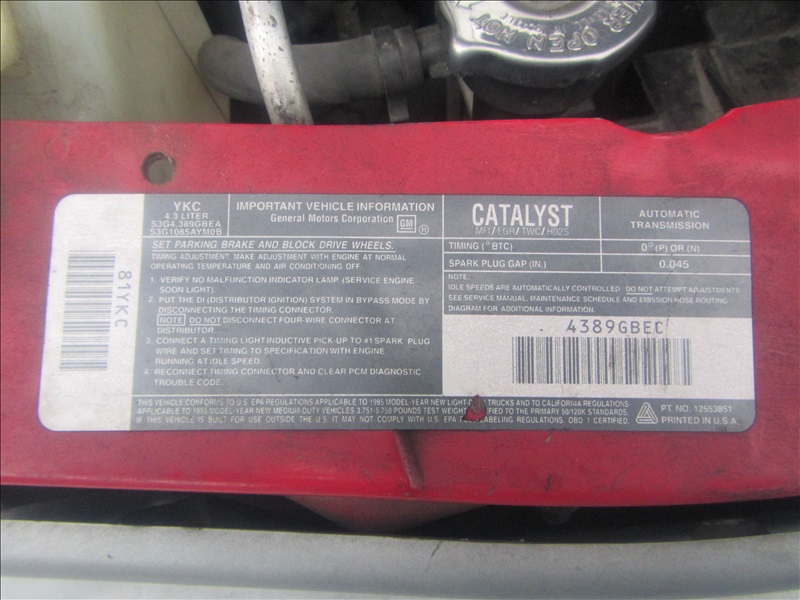 OPEN
NOT
YKC
4.3 LITER
S3G4.389GBEA
S3G1085AYM0B
IMPORTANT VEHICLE INFORMATION
General Motors Corporation GM ®
CATALYST
MFI/EGR/TWC/HO2S
AUTOMATIC
TRANSMISSION
TIMING (°BTC) 0°(P) OR (N)
SPARK PLUG GAP (IN.) 0.045
SET PARKING BRAKE AND BLOCK DRIVE WHEELS.
TIMING ADJUSTMENT. MAKE ADJUSTMENT WITH ENGINE AT NORMAL
OPERATING TEMPERATURE AND AIR CONDITIONING OFF.
1. VERIFY NO MALFUNCTION INDICATOR LAMP. (SERVICE ENGINE
SOON LIGHT).
2. PUT THE DI (DISTRIBUTOR IGNITION) SYSTEM IN BYPASS MODE BY
DISCONNECTING THE TIMING CONNECTOR.
NOTE DO NOT DISCONNECT FOUR-WIRE CONNECTOR AT
DISTRIBUTOR.
3. CONNECT A TIMING LIGHT INDUCTIVE PICK-UP TO #1 SPARK PLUG
WIRE AND SET TIMING TO SPECIFICATION WITH ENGINE
RUNNING AT IDLE SPEED.
4. RECONNECT TIMING CONNECTOR AND CLEAR PCM DIAGNOSTIC
TROUBLE CODE.
NOTE:
IDLE SPEEDS ARE AUTOMATICALLY CONTROLLED. DO NOT ATTEMPT ADJUSTMENTS.
SEE SERVICE MANUAL, MAINTENANCE SCHEDULE AND EMISSION HOSE ROUTING
DIAGRAM FOR ADDITIONAL INFORMATION.
81YKC
4389GBEC
THIS VEHICLE CONFORMS TO U.S. EPA REGULATIONS APPLICABLE TO 1995 MODEL-YEAR NEW LIGHT-DUTY TRUCKS AND TO CALIFORNIA REGULATIONS
APPLICABLE TO 1995 MODEL-YEAR NEW MEDIUM-DUTY VEHICLES 3,751-5,750 POUNDS TEST WEIGHT CERTIFIED TO THE PRIMARY 50/120K STANDARDS.
IF THIS VEHICLE IS BUILT FOR USE OUTSIDE THE U.S. IT MAY NOT COMPLY WITH EPA EMISSION REGULATIONS. OBD 1 CERTIFIED.
PT. NO. 12553851
PRINTED IN U.S.A.